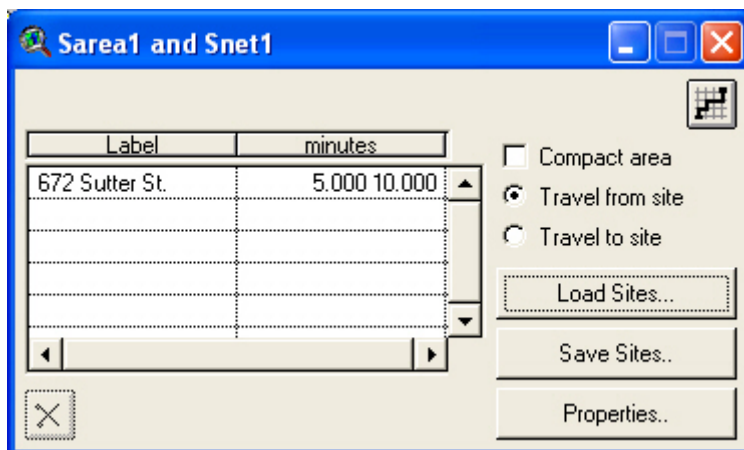 Sarea1 and Snet1
Label minutes
672 Sutter St. 5.000 10.000
Compact area
Travel from site
Travel to site
Load Sites...
Save Sites..
Properties..